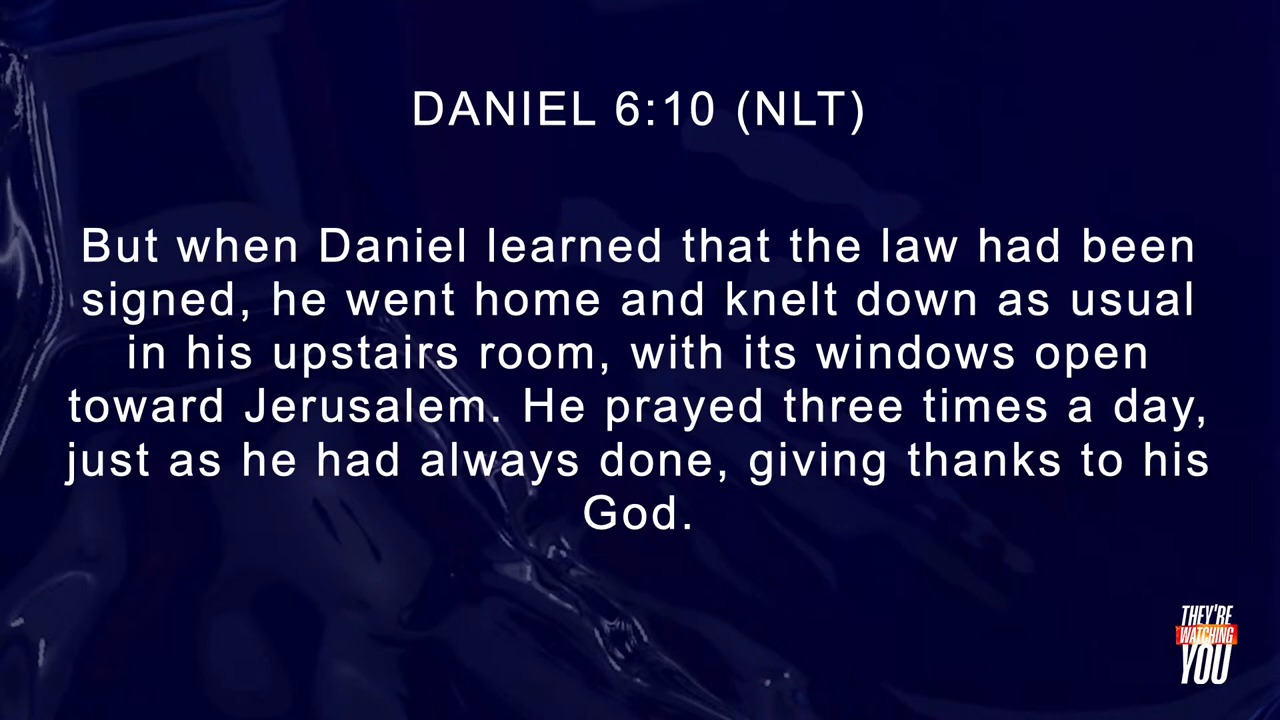 DANIEL 6:10 (NLT)
But when Daniel learned that the law had been
signed, he went home and knelt down as usual
in his upstairs room, with its windows open
toward Jerusalem. He prayed three times a day,
just as he had always done, giving thanks to his
God.
THEY'RE
WATCHING
YOU